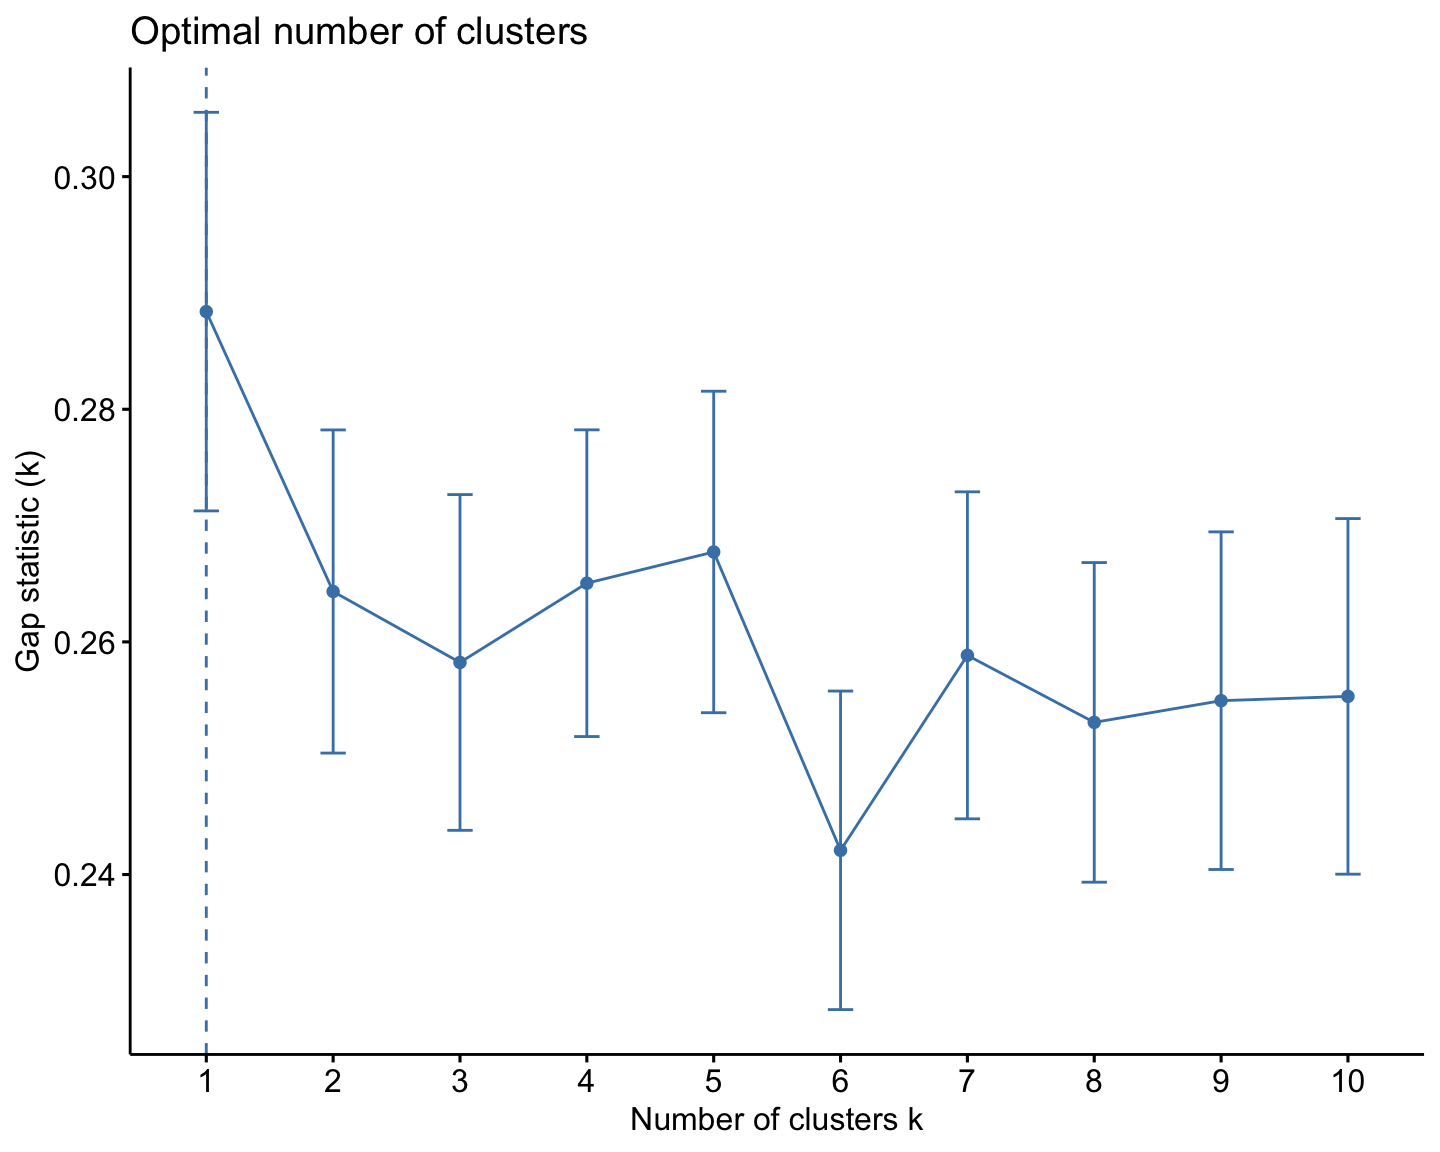 Optimal number of clusters
Gap statistic (k)
0.30
0.28
0.26
0.24
1 2 3 4 5 6 7 8 9 10
Number of clusters k